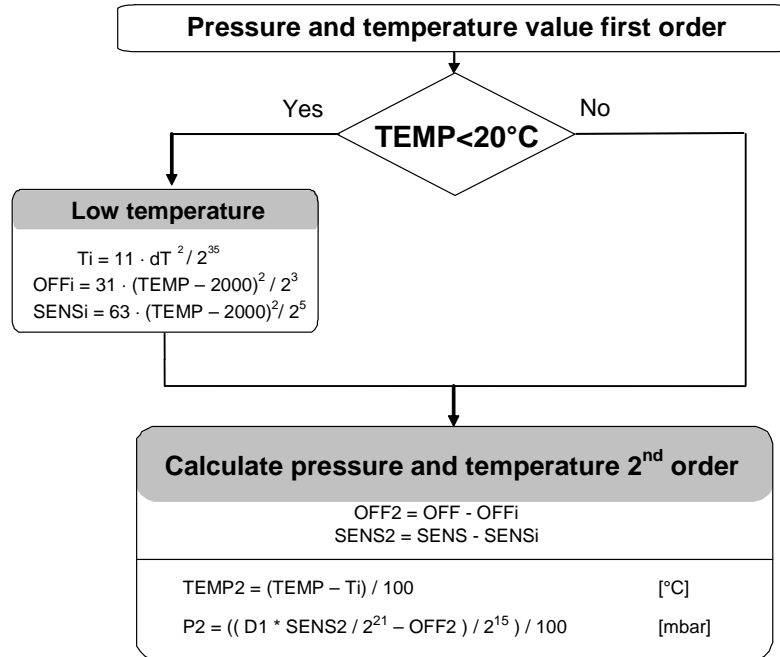 Pressure and temperature value first order
Yes
No
TEMP<20°C
Low temperature
Ti = 11 · dT ² / 2³⁵
OFFi = 31 · (TEMP – 2000)² / 2³
SENSi = 63 · (TEMP – 2000)² / 2⁵
Calculate pressure and temperature 2ⁿᵈ order
OFF2 = OFF - OFFi
SENS2 = SENS - SENSi
TEMP2 = (TEMP – Ti) / 100 [°C]
P2 = (( D1 * SENS2 / 2²¹ – OFF2 ) / 2¹⁵ ) / 100 [mbar]